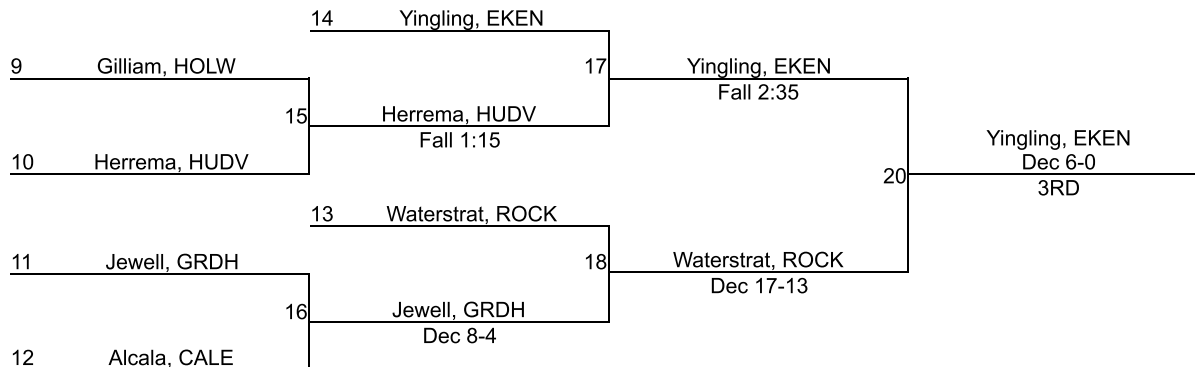 14 Yingling, EKEN
9 Gilliam, HOLW
17 Yingling, EKEN
Fall 2:35
15 Herrema, HUDV
Fall 1:15
Yingling, EKEN
10 Herrema, HUDV
Dec 6-0
20
3RD
13 Waterstrat, ROCK
11 Jewell, GRDH
18 Waterstrat, ROCK
Dec 17-13
16 Jewell, GRDH
Dec 8-4
12 Alcala, CALE